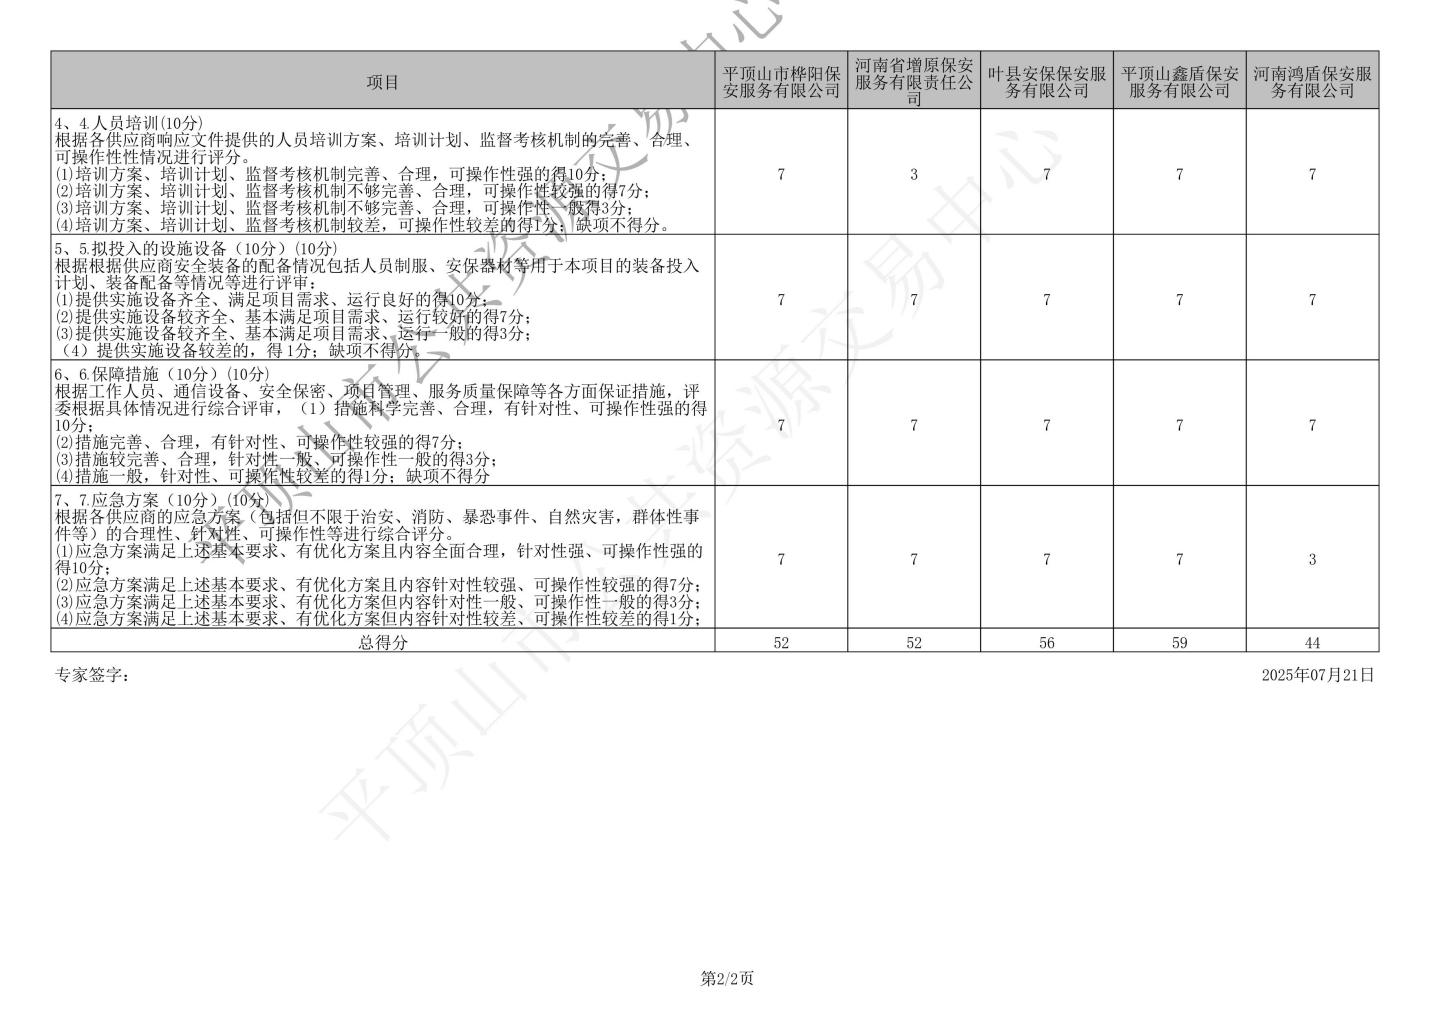 项目
平顶山市桦阳保
安服务有限公司
河南省增原保安
服务有限责任公
司
叶县安保保安服
务有限公司
平顶山鑫盾保安
服务有限公司
河南鸿盾保安服
务有限公司
4、4.人员培训(10分)
根据各供应商响应文件提供的人员培训方案、培训计划、监督考核机制的完善、合理、
可操作性性情况进行评分。
(1)培训方案、培训计划、监督考核机制完善、合理，可操作性强的得10分；
(2)培训方案、培训计划、监督考核机制不够完善、合理，可操作性较强的得7分；
(3)培训方案、培训计划、监督考核机制不够完善、合理，可操作性一般得3分；
(4)培训方案、培训计划、监督考核机制较差，可操作性较差的得1分；缺项不得分。
7
3
7
7
7
5、5.拟投入的设施设备（10分）(10分)
根据根据供应商安全装备的配备情况包括人员制服、安保器材等用于本项目的装备投入
计划、装备配备等情况等进行评审：
(1)提供实施设备齐全、满足项目需求、运行良好的得10分；
(2)提供实施设备较齐全、基本满足项目需求、运行较好的得7分；
(3)提供实施设备较齐全、基本满足项目需求、运行一般的得3分；
（4）提供实施设备较差的，得 1分；缺项不得分。
7
7
7
7
7
6、6.保障措施（10分）(10分)
根据工作人员、通信设备、安全保密、项目管理、服务质量保障等各方面保证措施，评
委根据具体情况进行综合评审，（1）措施科学完善、合理，有针对性、可操作性强的得
10分；
(2)措施完善、合理，有针对性、可操作性较强的得7分；
(3)措施较完善、合理，针对性一般、可操作性一般的得3分；
(4)措施一般，针对性、可操作性较差的得1分；缺项不得分
7
7
7
7
7
7、7.应急方案（10分）(10分)
根据各供应商的应急方案（包括但不限于治安、消防、暴恐事件、自然灾害，群体性事
件等）的合理性、针对性、可操作性等进行综合评分。
(1)应急方案满足上述基本要求、有优化方案且内容全面合理，针对性强、可操作性强的
得10分；
(2)应急方案满足上述基本要求、有优化方案且内容针对性较强、可操作性较强的得7分；
(3)应急方案满足上述基本要求、有优化方案但内容针对性一般、可操作性一般的得3分；
(4)应急方案满足上述基本要求、有优化方案但内容针对性较差、可操作性较差的得1分；
7
7
7
7
3
总得分
52
52
56
59
44
专家签字：
2025年07月21日
平顶山市公共资源交易中心
平顶山市公共资源交易中心
第2/2页